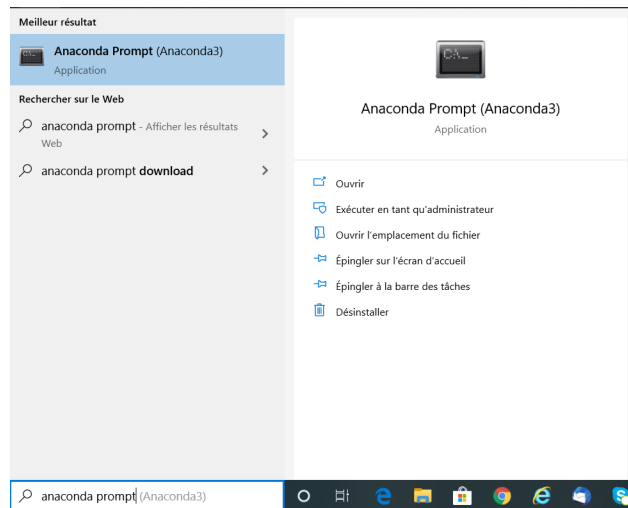 Meilleur résultat
Anaconda Prompt (Anaconda3)
Application
Rechercher sur le Web
anaconda prompt - Afficher les résultats
Web
anaconda prompt download
Anaconda Prompt (Anaconda3)
Application
Ouvrir
Exécuter en tant qu'administrateur
Ouvrir l'emplacement du fichier
Épingler sur l'écran d'accueil
Épingler à la barre des tâches
Désinstaller
anaconda prompt (Anaconda3)